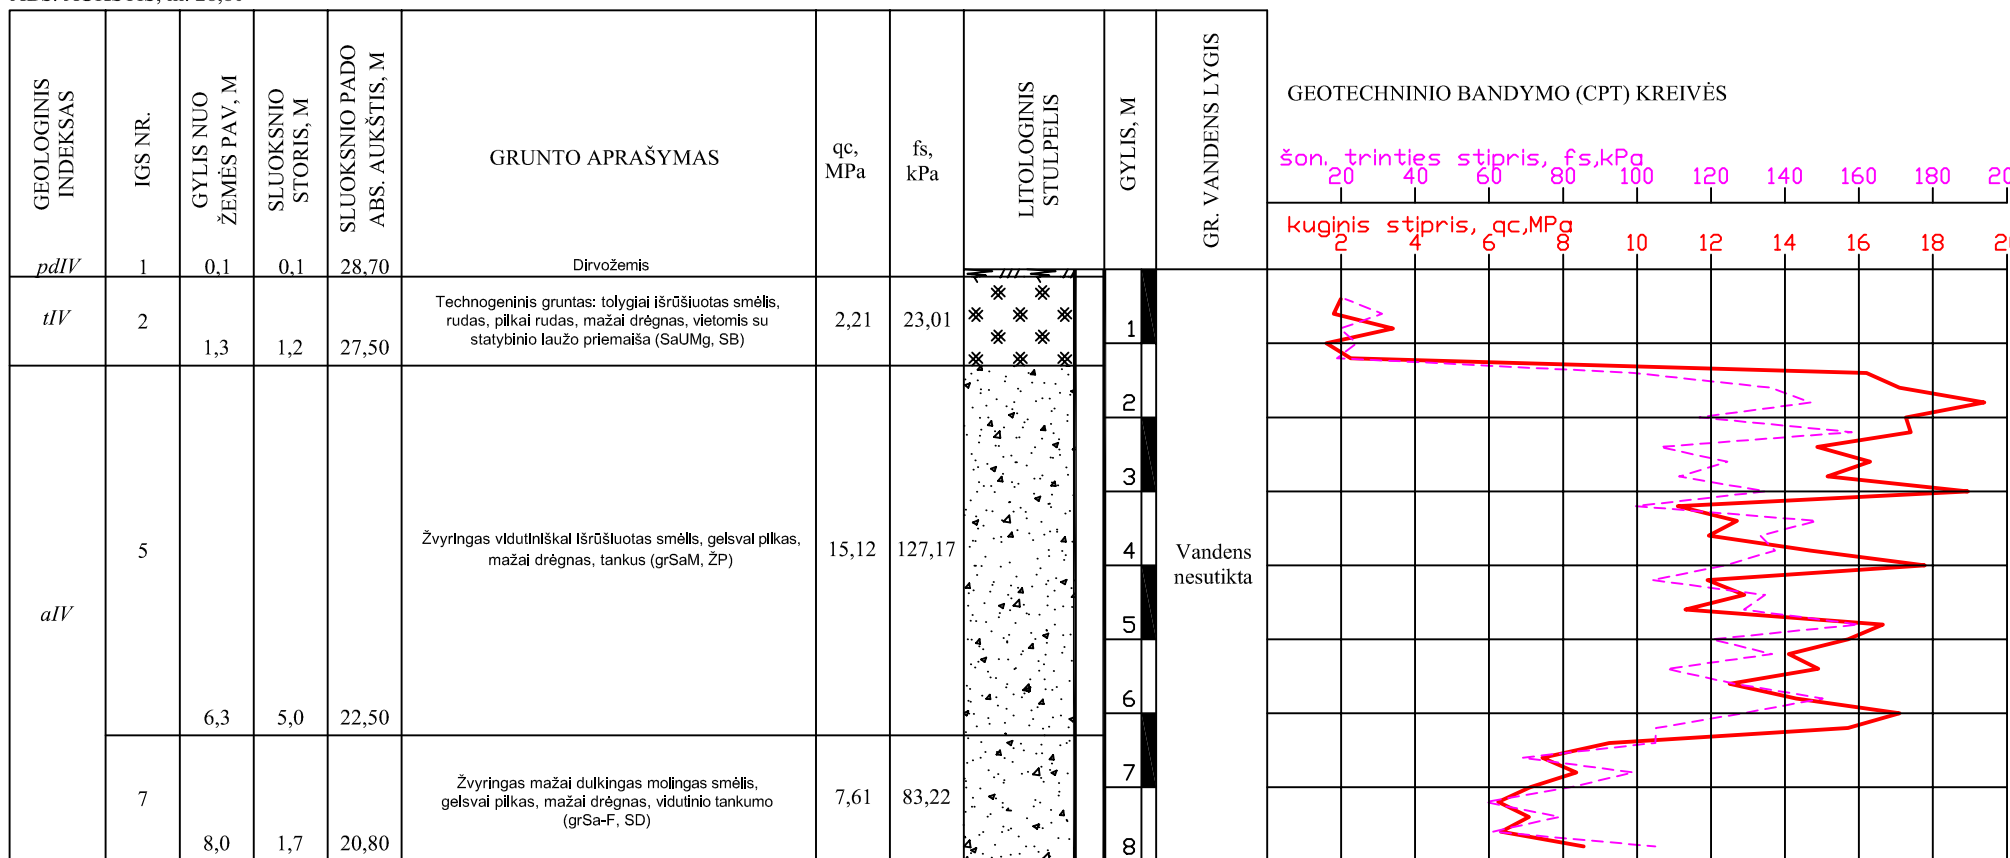 GEOLOGINIS
INDEKSAS
IGS NR.
GYLIS NUO
ŽEMĖS PAV, M
SLUOKSNIO
STORIS, M
SLUOKSNIO PADO
ABS. AUKŠTIS, M
GRUNTO APRAŠYMAS
qc,
MPa
fs,
kPa
LITOLOGINIS
STULPELIS
GYLIS, M
GR. VANDENS LYGIS
GEOTECHNINIO BANDYMO (CPT) KREIVĖS
šon. trinties stipris, fs,kPa
20 40 60 80 100 120 140 160 180 20
kuginis stipris, qc,MPa
2 4 6 8 10 12 14 16 18 20
pdIV 1 0,1 0,1 28,70 Dirvožemis
tIV 2 1,3 1,2 27,50
Technogeninis gruntas: tolygiai išrūšiuotas smėlis,
rudas, pilkai rudas, mažai drėgnas, vietomis su
statybinio laužo priemaiša (SaUMg, SB)
2,21 23,01
aIV
5 6,3 5,0 22,50
Žvyringas vidutiniškai išrūšiuotas smėlis, gelsvai pilkas,
mažai drėgnas, tankus (grSaM, ŽP)
15,12 127,17
7 8,0 1,7 20,80
Žvyringas mažai dulkingas molingas smėlis,
gelsvai pilkas, mažai drėgnas, vidutinio tankumo
(grSa-F, SD)
7,61 83,22
1
2
3
4
5
6
7
8
Vandens
nesutikta